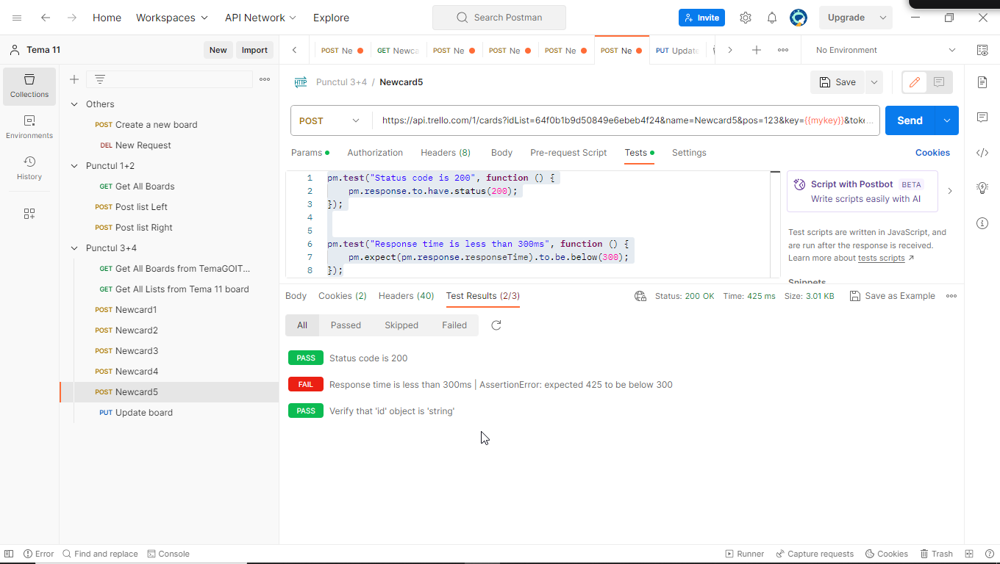 Home Workspaces API Network Explore Search Postman Invite Upgrade
Tema 11 New Import
POST Ne GET Newca POST Ne POST Ne POST Ne POST Ne PUT Update No Environment
Collections
Environments
History
Others
POST Create a new board
DEL New Request
Punctul 1+2
GET Get All Boards
POST Post list Left
POST Post list Right
Punctul 3+4
GET Get All Boards from TemaGOIT...
GET Get All Lists from Tema 11 board
POST Newcard1
POST Newcard2
POST Newcard3
POST Newcard4
POST Newcard5
PUT Update board
HTTP Punctul 3+4 / Newcard5 Save
POST https://api.trello.com/1/cards?idList=64f0b1b9d50849e6ebeb4f24&name=Newcard5&pos=123&key={{mykey}}&toke... Send
Params Authorization Headers (8) Body Pre-request Script Tests Settings Cookies
1 pm.test("Status code is 200", function () {
2 pm.response.to.have.status(200);
3 });
4
5
6 pm.test("Response time is less than 300ms", function () {
7 pm.expect(pm.response.responseTime).to.be.below(300);
8 });
Script with Postbot BETA
Write scripts easily with AI
Test scripts are written in JavaScript, and
are run after the response is received.
Learn more about tests scripts ↗
Snippets
Body Cookies (2) Headers (40) Test Results (2/3) Status: 200 OK Time: 425 ms Size: 3.01 KB Save as Example
All Passed Skipped Failed
PASS Status code is 200
FAIL Response time is less than 300ms | AssertionError: expected 425 to be below 300
PASS Verify that 'id' object is 'string'
Error Find and replace Console Runner Capture requests Cookies Trash